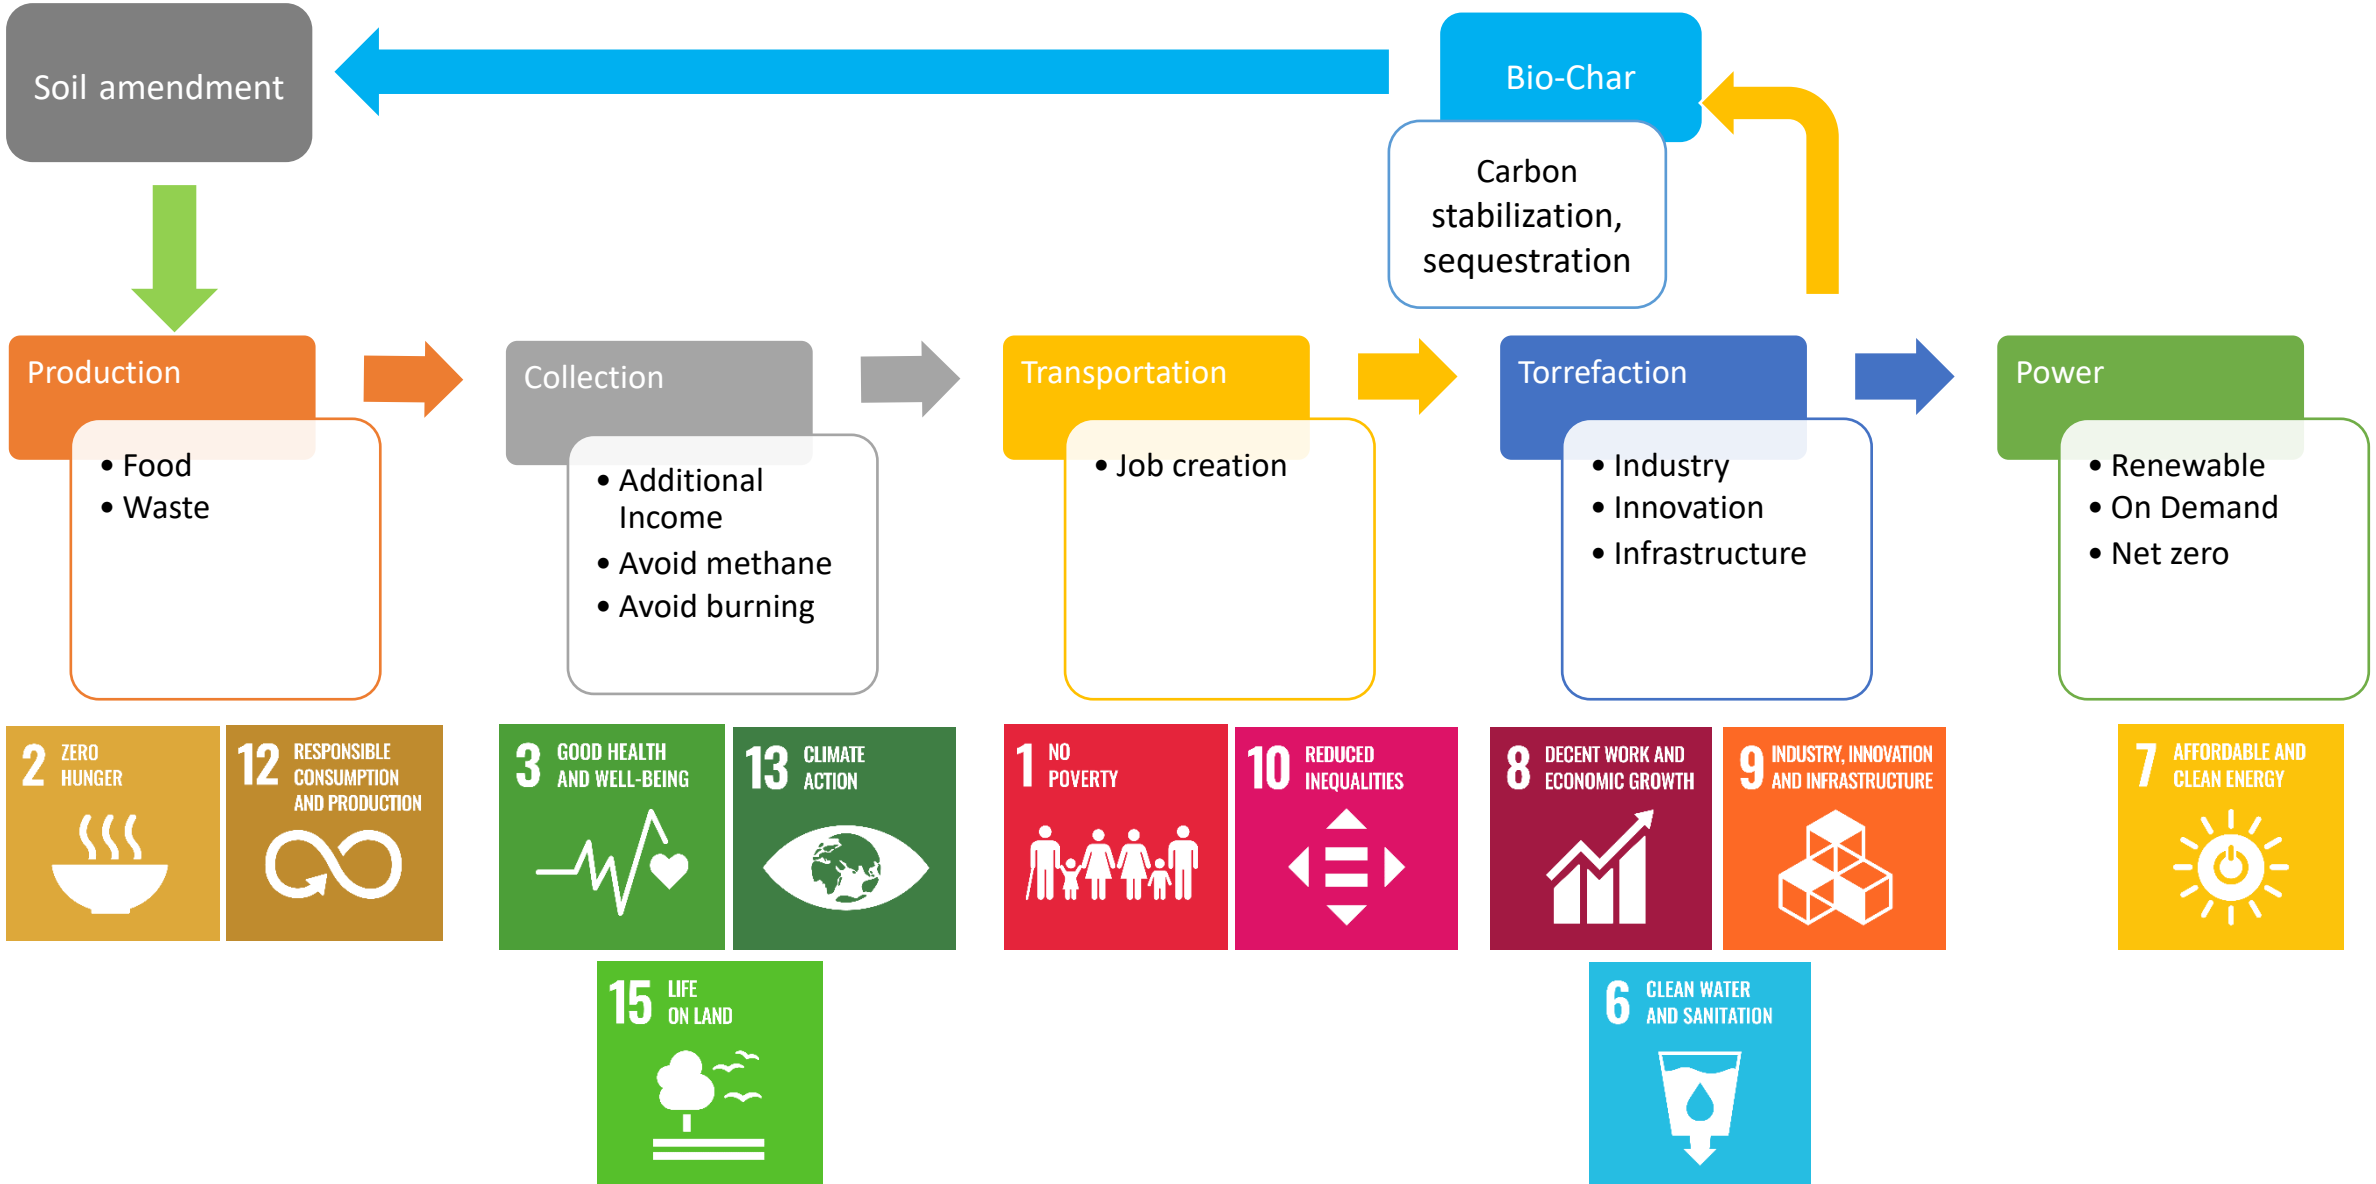 Soil amendment
Bio-Char
Carbon
stabilization,
sequestration
Production
• Food
• Waste
Collection
• Additional
Income
• Avoid methane
• Avoid burning
Transportation
• Job creation
Torrefaction
• Industry
• Innovation
• Infrastructure
Power
• Renewable
• On Demand
• Net zero
2 ZERO
HUNGER
12 RESPONSIBLE
CONSUMPTION
AND PRODUCTION
3 GOOD HEALTH
AND WELL-BEING
13 CLIMATE
ACTION
1 NO
POVERTY
10 REDUCED
INEQUALITIES
8 DECENT WORK AND
ECONOMIC GROWTH
9 INDUSTRY, INNOVATION
AND INFRASTRUCTURE
7 AFFORDABLE AND
CLEAN ENERGY
15 LIFE
ON LAND
6 CLEAN WATER
AND SANITATION